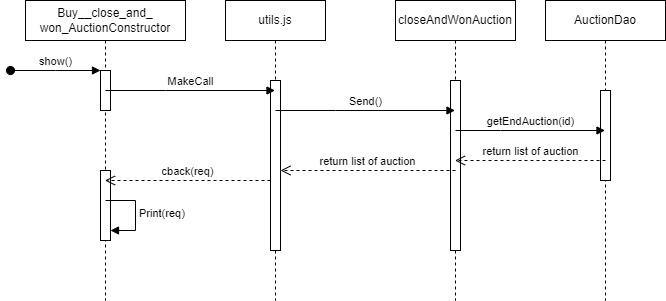 Buy__close_and_
won_AuctionConstructor
utils.js
closeAndWonAuction
AuctionDao
show()
MakeCall
Send()
getEndAuction(id)
return list of auction
return list of auction
cback(req)
Print(req)